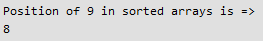 Position of 9 in sorted arrays is =>
8